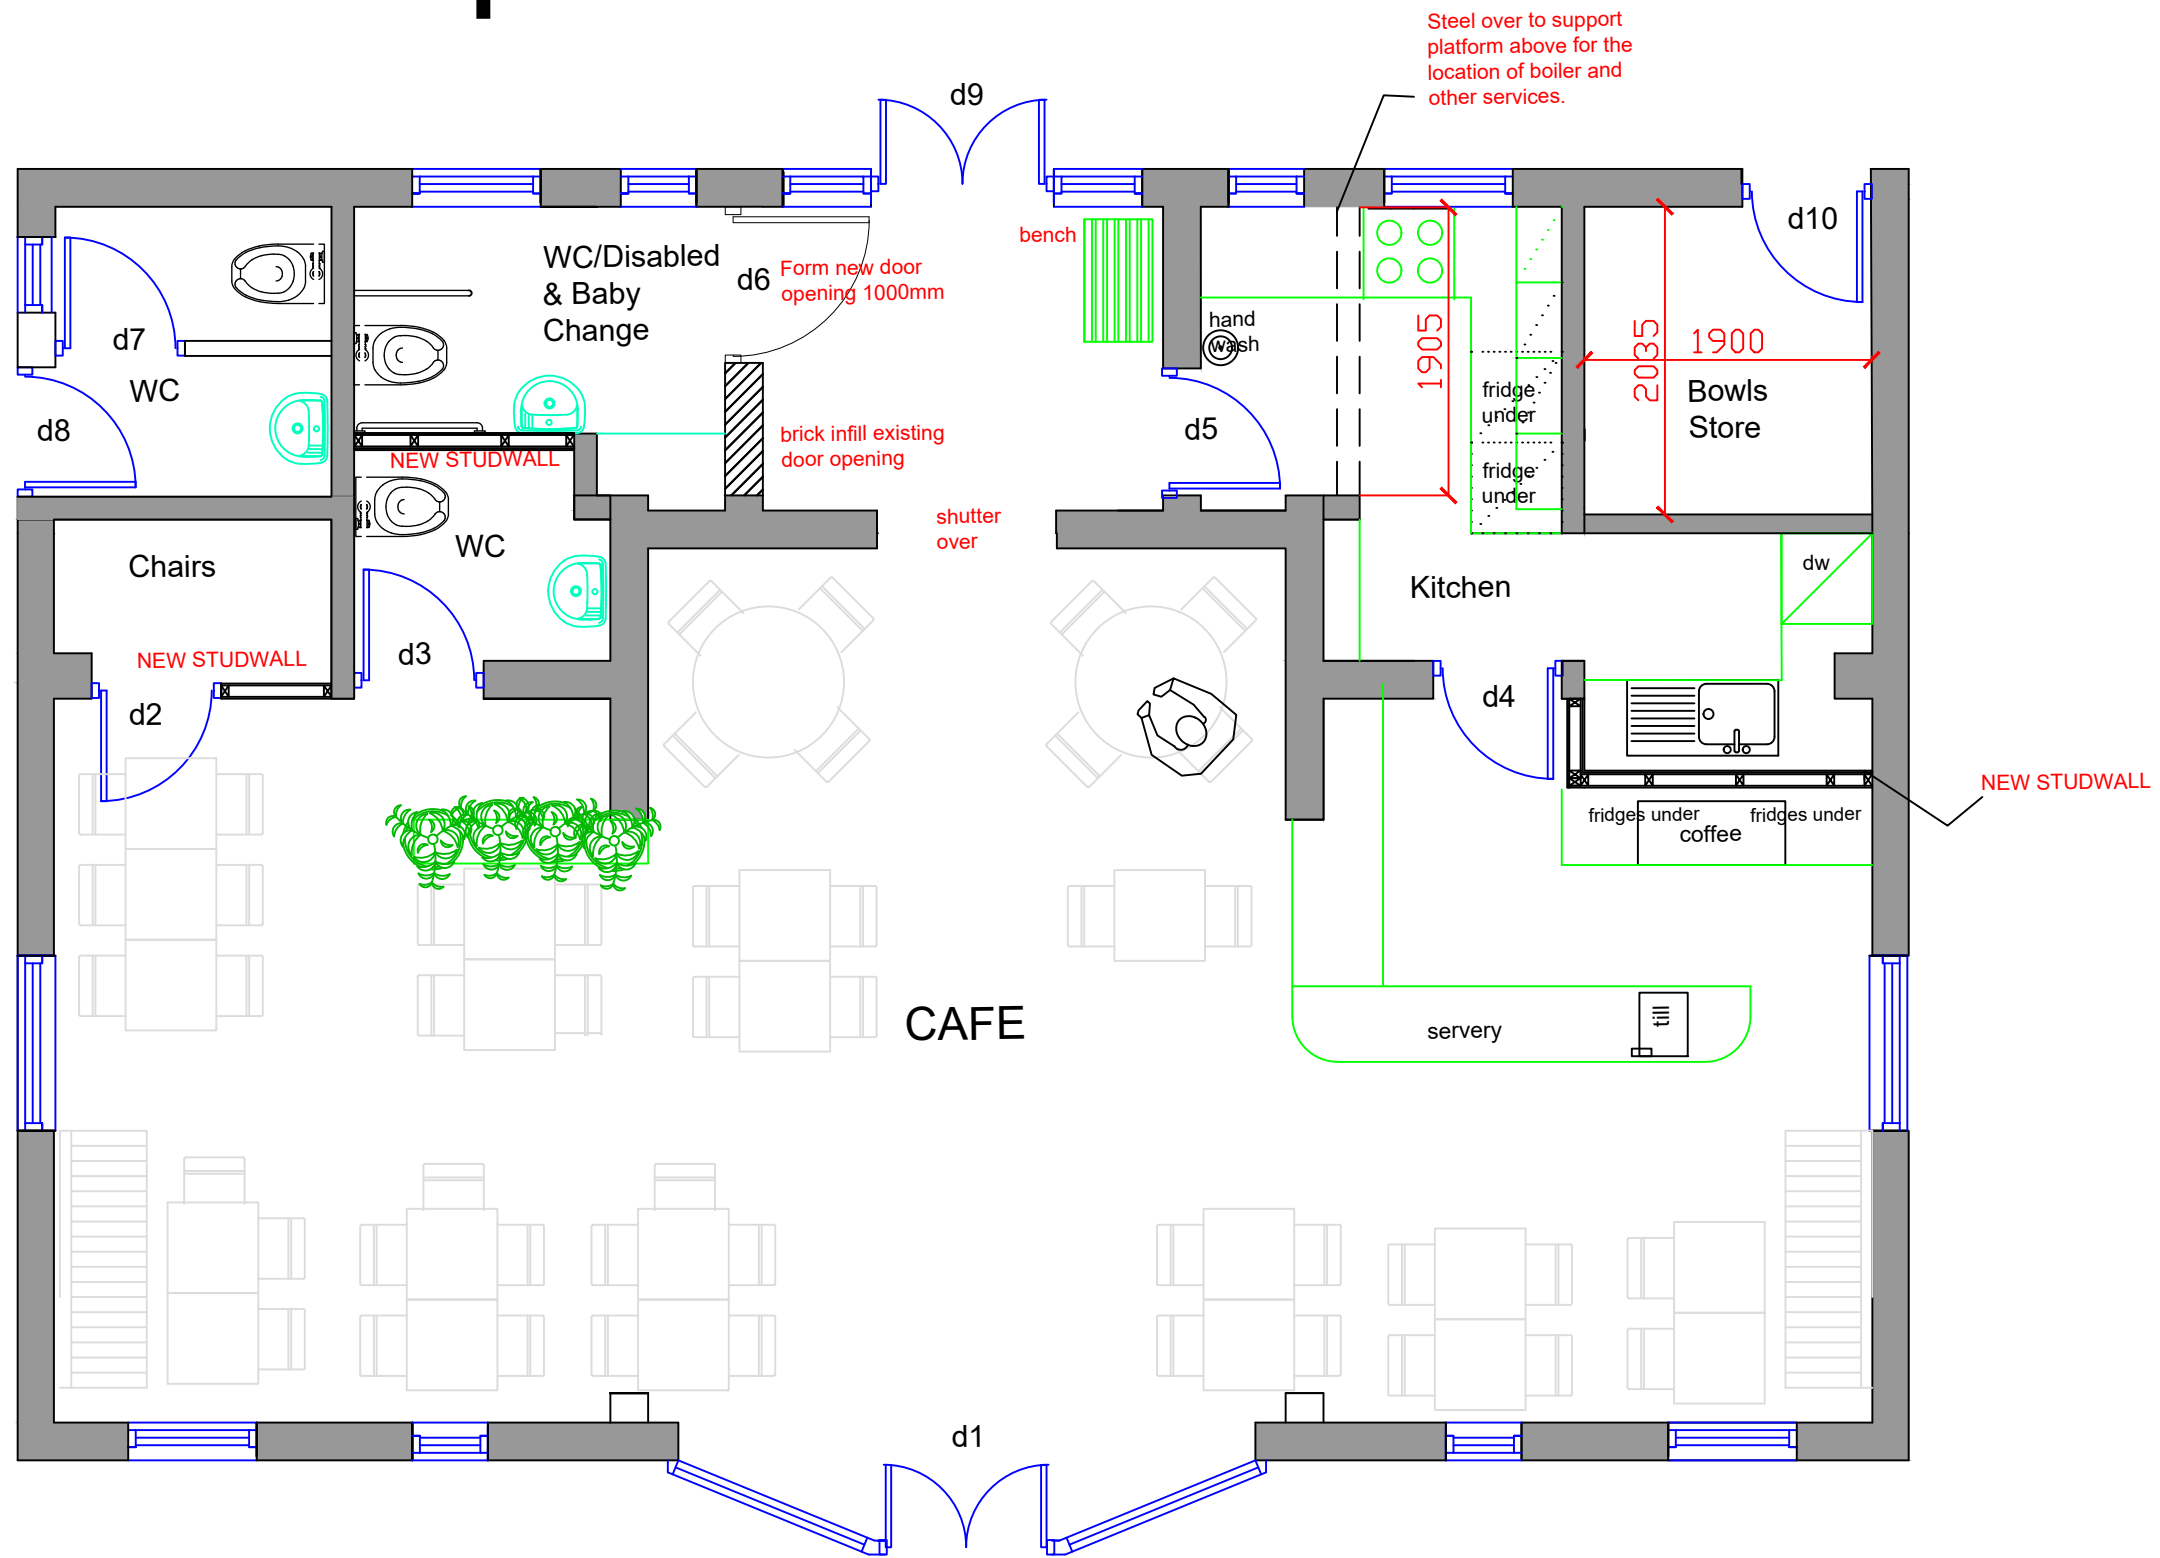 Steel over to support
platform above for the
location of boiler and
other services.
d9
d10
WC/Disabled
& Baby
Change
d6
Form new door
opening 1000mm
bench
hand
wash
1905
2035
1900
d7
WC
d8
fridge
under
Bowls
Store
d5
brick infill existing
door opening
NEW STUDWALL
fridge
under
shutter
over
WC
Chairs
Kitchen
dw
NEW STUDWALL
d3
d2
d4
NEW STUDWALL
fridges under
coffee
fridges under
CAFE
servery
till
d1